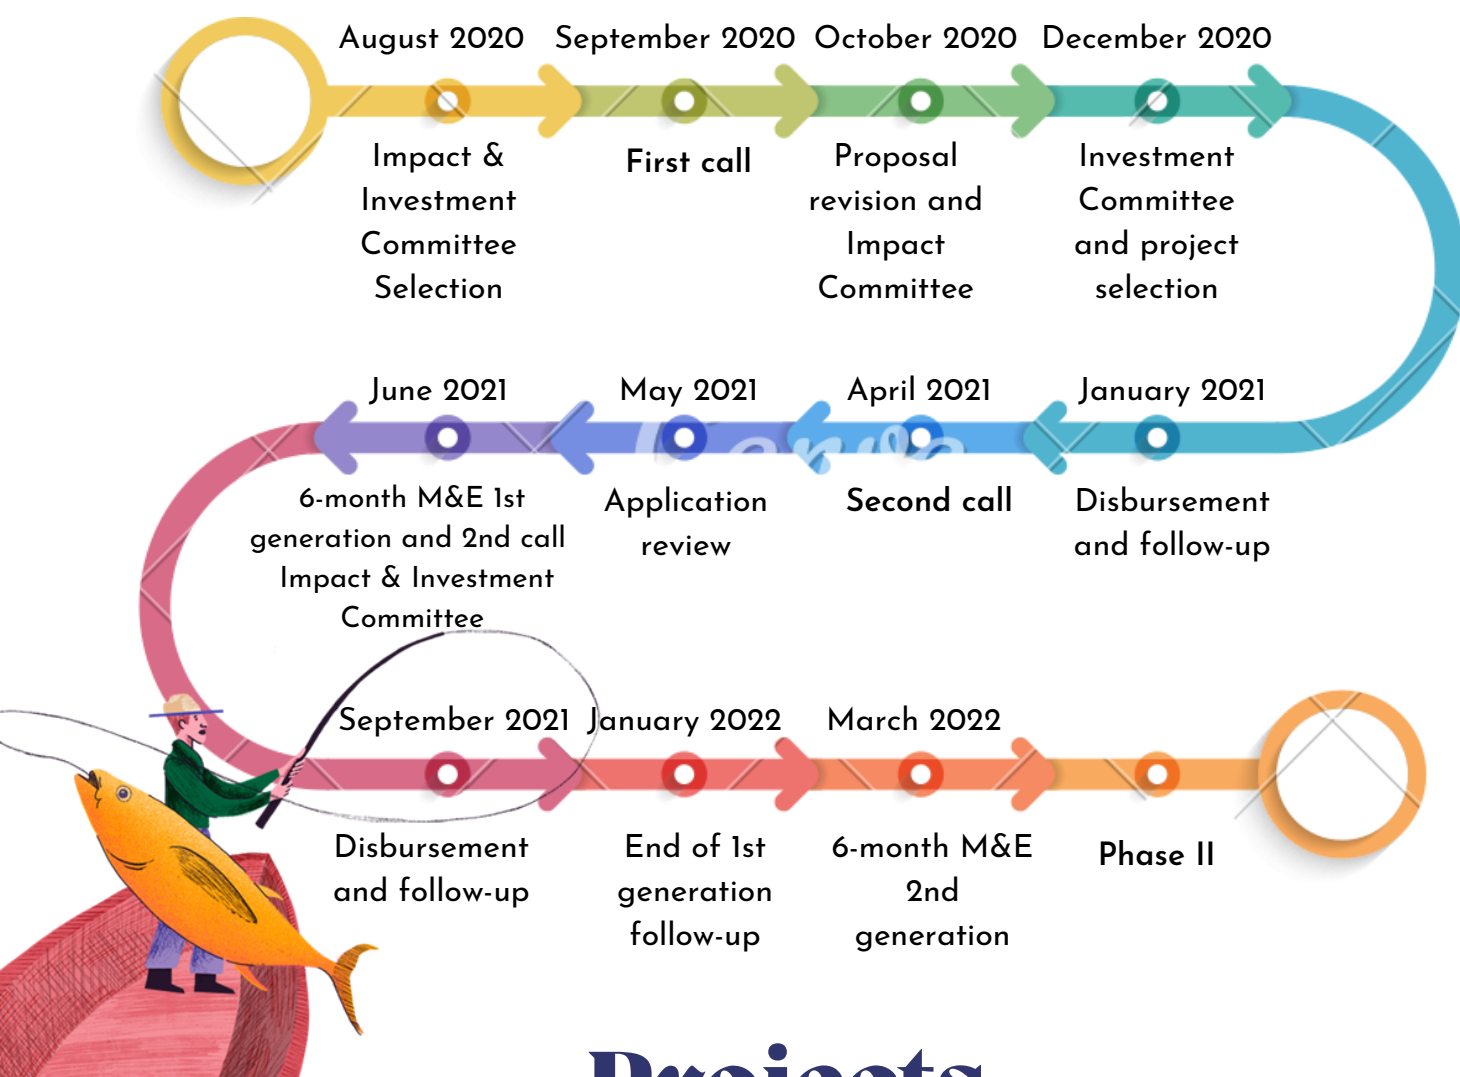 August 2020 September 2020 October 2020 December 2020
Impact &
Investment
Committee
Selection
First call
Proposal
revision and
Impact
Committee
Investment
Committee
and project
selection
June 2021 May 2021 April 2021 January 2021
6-month M&E 1st
generation and 2nd call
Impact & Investment
Committee
Application
review
Second call
Disbursement
and follow-up
September 2021 January 2022 March 2022
Disbursement
and follow-up
End of 1st
generation
follow-up
6-month M&E
2nd
generation
Phase II
Projects